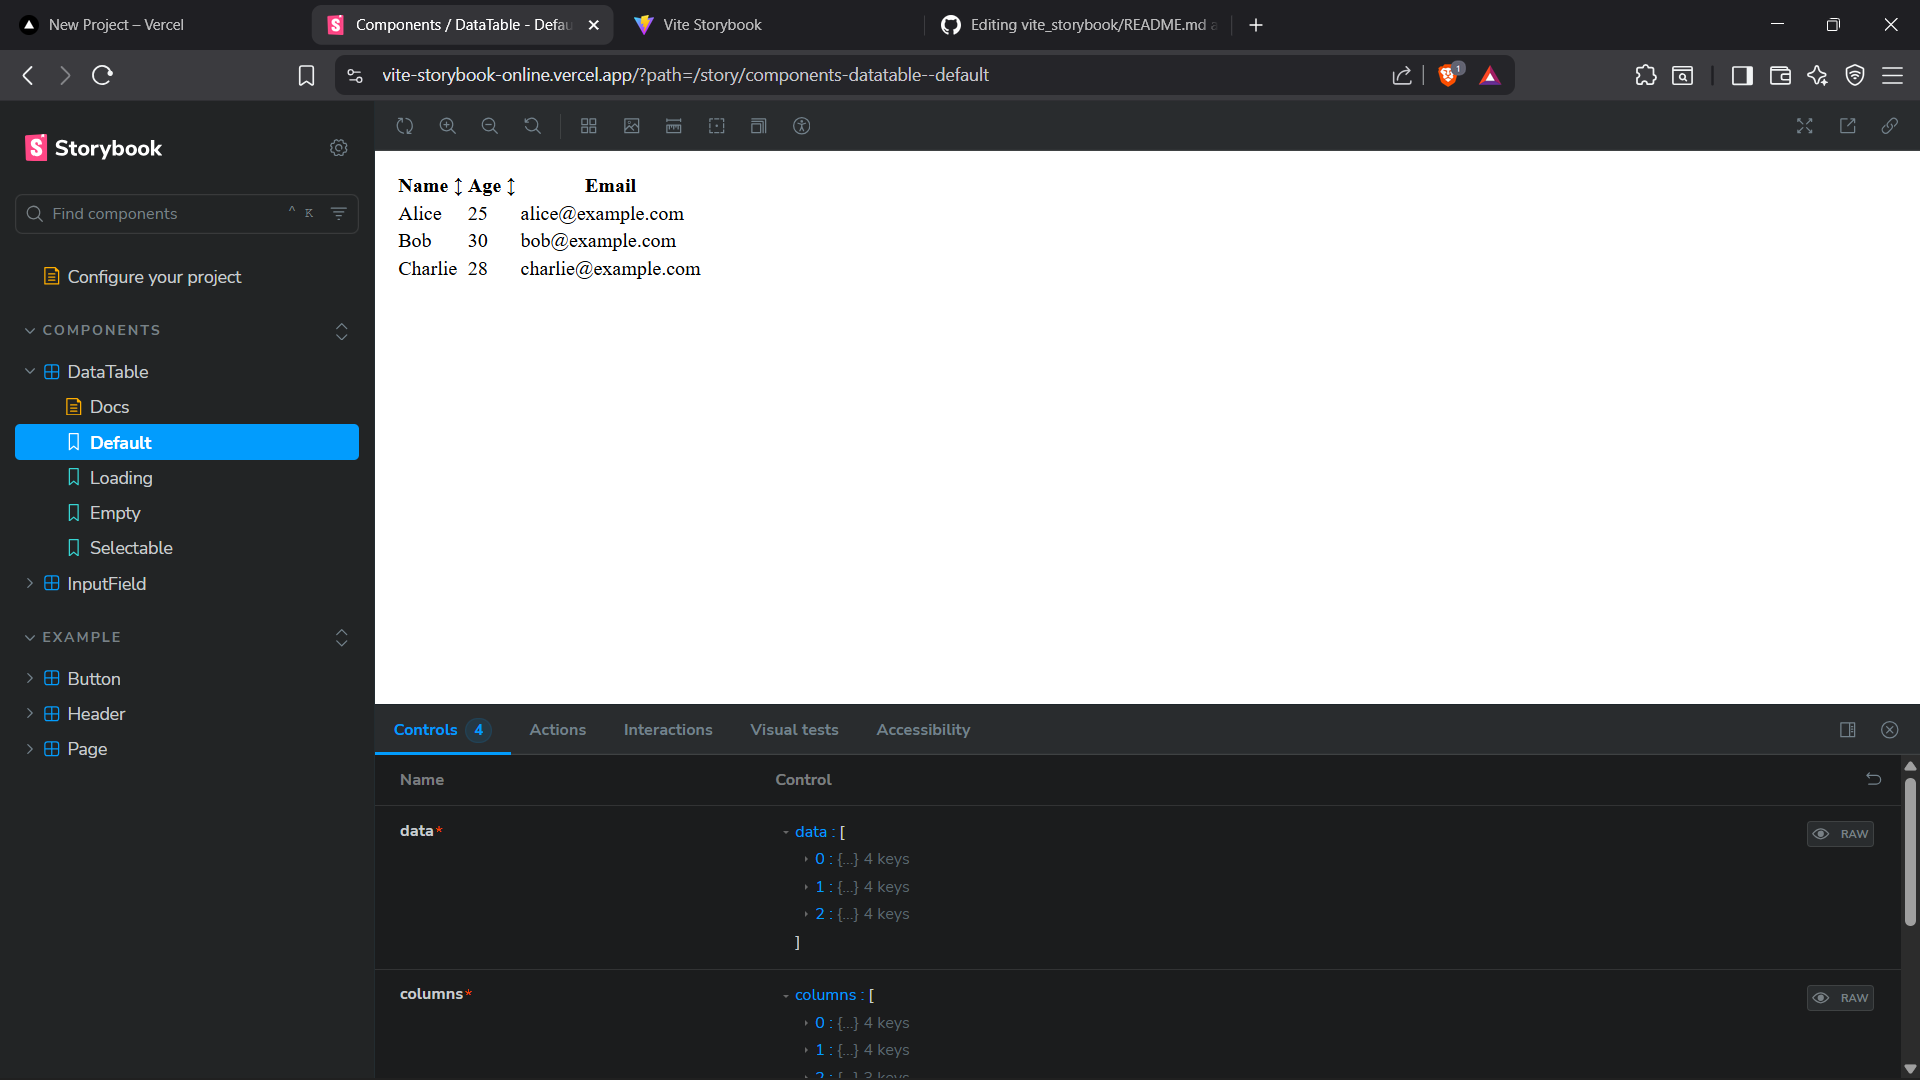 New Project – Vercel
Components / DataTable - Defau
Vite Storybook
Editing vite_storybook/README.md a
vite-storybook-online.vercel.app/?path=/story/components-datatable--default
1
Storybook
Find components
^ K
Configure your project
COMPONENTS
DataTable
Docs
Default
Loading
Empty
Selectable
InputField
EXAMPLE
Button
Header
Page
Name ↕ Age ↕ Email
Alice 25 alice@example.com
Bob 30 bob@example.com
Charlie 28 charlie@example.com
Controls 4 Actions Interactions Visual tests Accessibility
Name Control
data* data : [
RAW
0 : {...} 4 keys
1 : {...} 4 keys
2 : {...} 4 keys
]
columns* columns : [
RAW
0 : {...} 4 keys
1 : {...} 4 keys
2 : {...} 3 keys